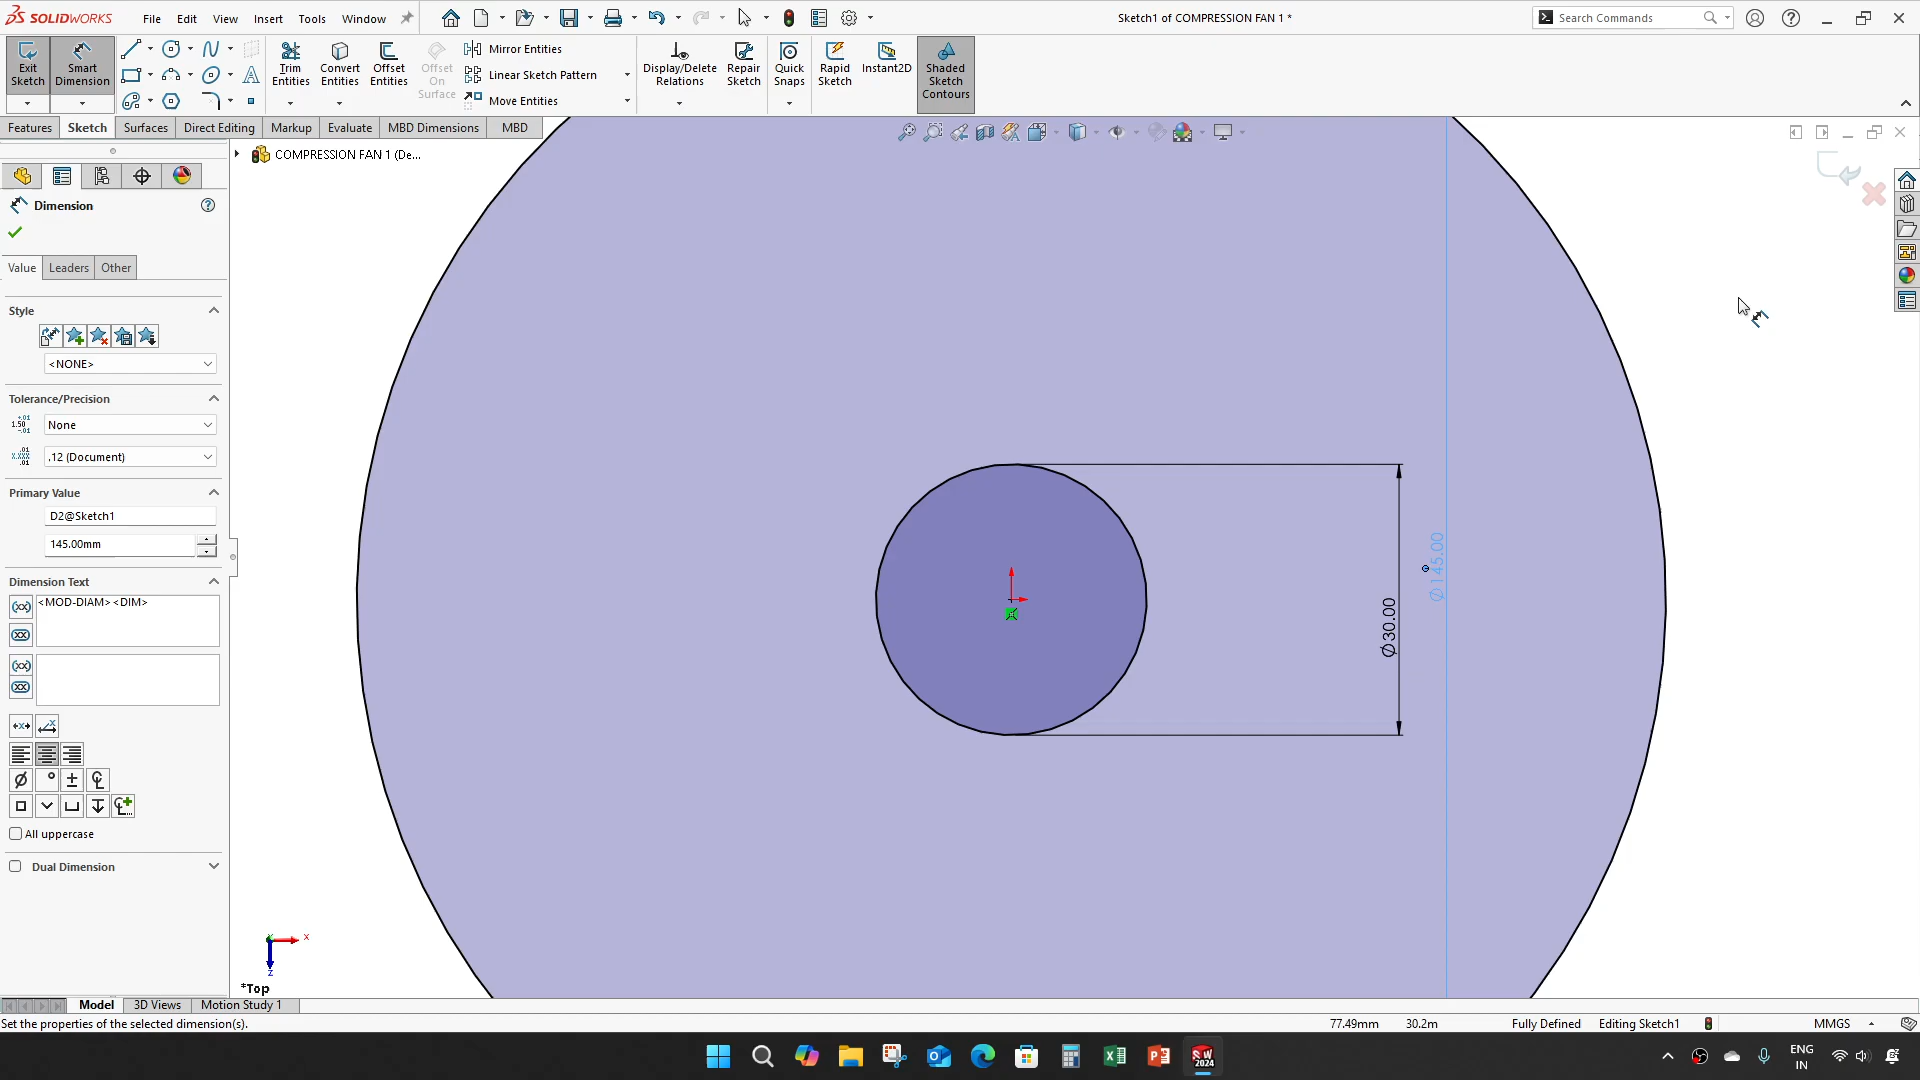 SOLIDWORKS
File
Edit
View
Insert
Tools
Window
Sketch1 of COMPRESSION FAN 1 *
Search Commands
Exit Sketch
Smart Dimension
Trim Entities
Convert Entities
Offset Entities
Offset On Surface
Mirror Entities
Linear Sketch Pattern
Move Entities
Display/Delete Relations
Repair Sketch
Quick Snaps
Rapid Sketch
Instant2D
Shaded Sketch Contours
Features
Sketch
Surfaces
Direct Editing
Markup
Evaluate
MBD Dimensions
MBD
COMPRESSION FAN 1 (De...
Dimension
Value
Leaders
Other
Style
<NONE>
Tolerance/Precision
None
.12 (Document)
Primary Value
D2@Sketch1
145.00mm
Dimension Text
<MOD-DIAM><DIM>
All uppercase
Dual Dimension
∅30.00
∅145.00
X
Z
*Top
Model
3D Views
Motion Study 1
Set the properties of the selected dimension(s).
77.49mm
30.2m
Fully Defined
Editing Sketch1
MMGS
ENG
IN
SW
2024